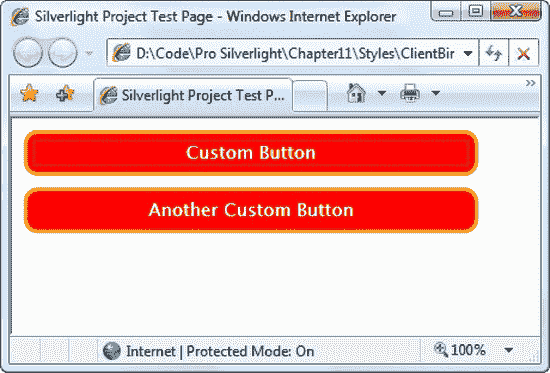 Silverlight Project Test Page - Windows Internet Explorer
D:\Code\Pro Silverlight\Chapter11\Styles\ClientBir
Silverlight Project Test P...
Custom Button
Another Custom Button
Internet | Protected Mode: On
100%